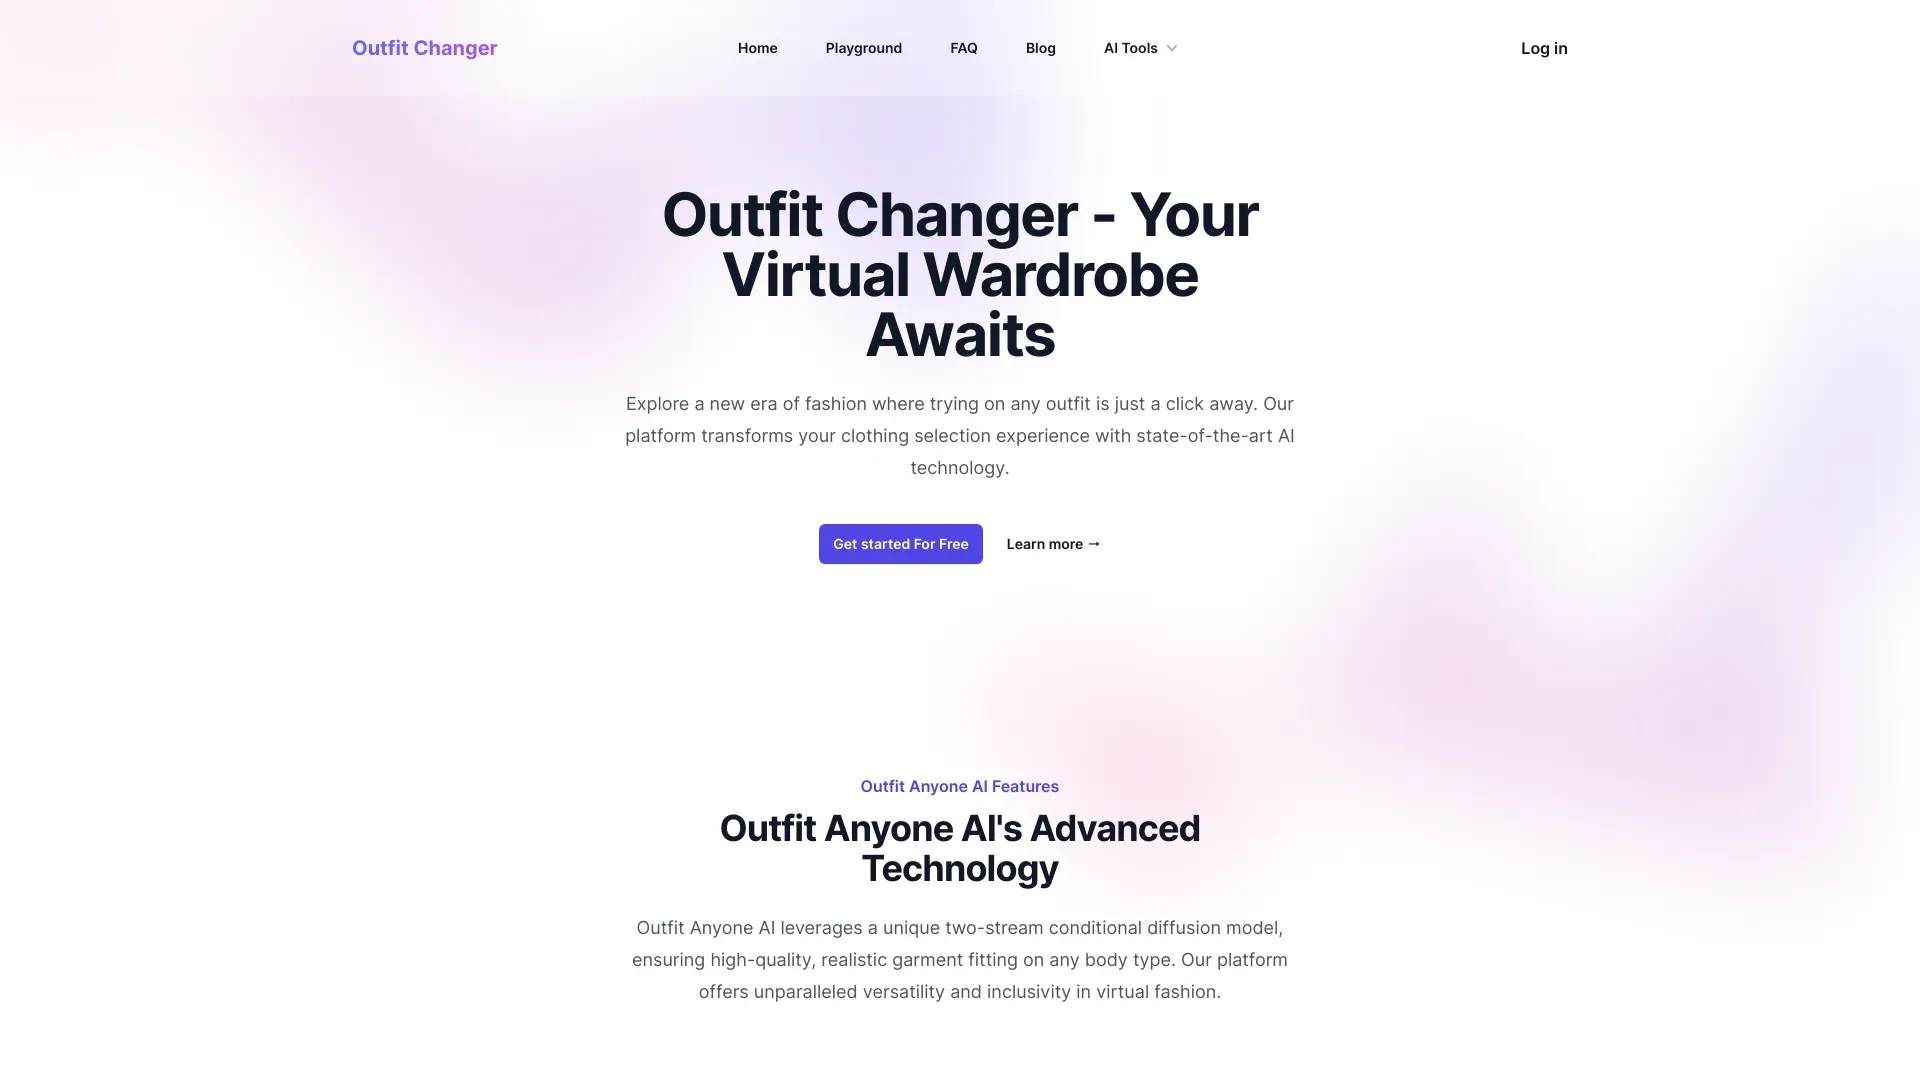 Outfit Changer
Home
Playground
FAQ
Blog
AI Tools
Log in
Outfit Changer - Your
Virtual Wardrobe
Awaits
Explore a new era of fashion where trying on any outfit is just a click away. Our
platform transforms your clothing selection experience with state-of-the-art AI
technology.
Get started For Free
Learn more →
Outfit Anyone AI Features
Outfit Anyone AI's Advanced
Technology
Outfit Anyone AI leverages a unique two-stream conditional diffusion model,
ensuring high-quality, realistic garment fitting on any body type. Our platform
offers unparalleled versatility and inclusivity in virtual fashion.